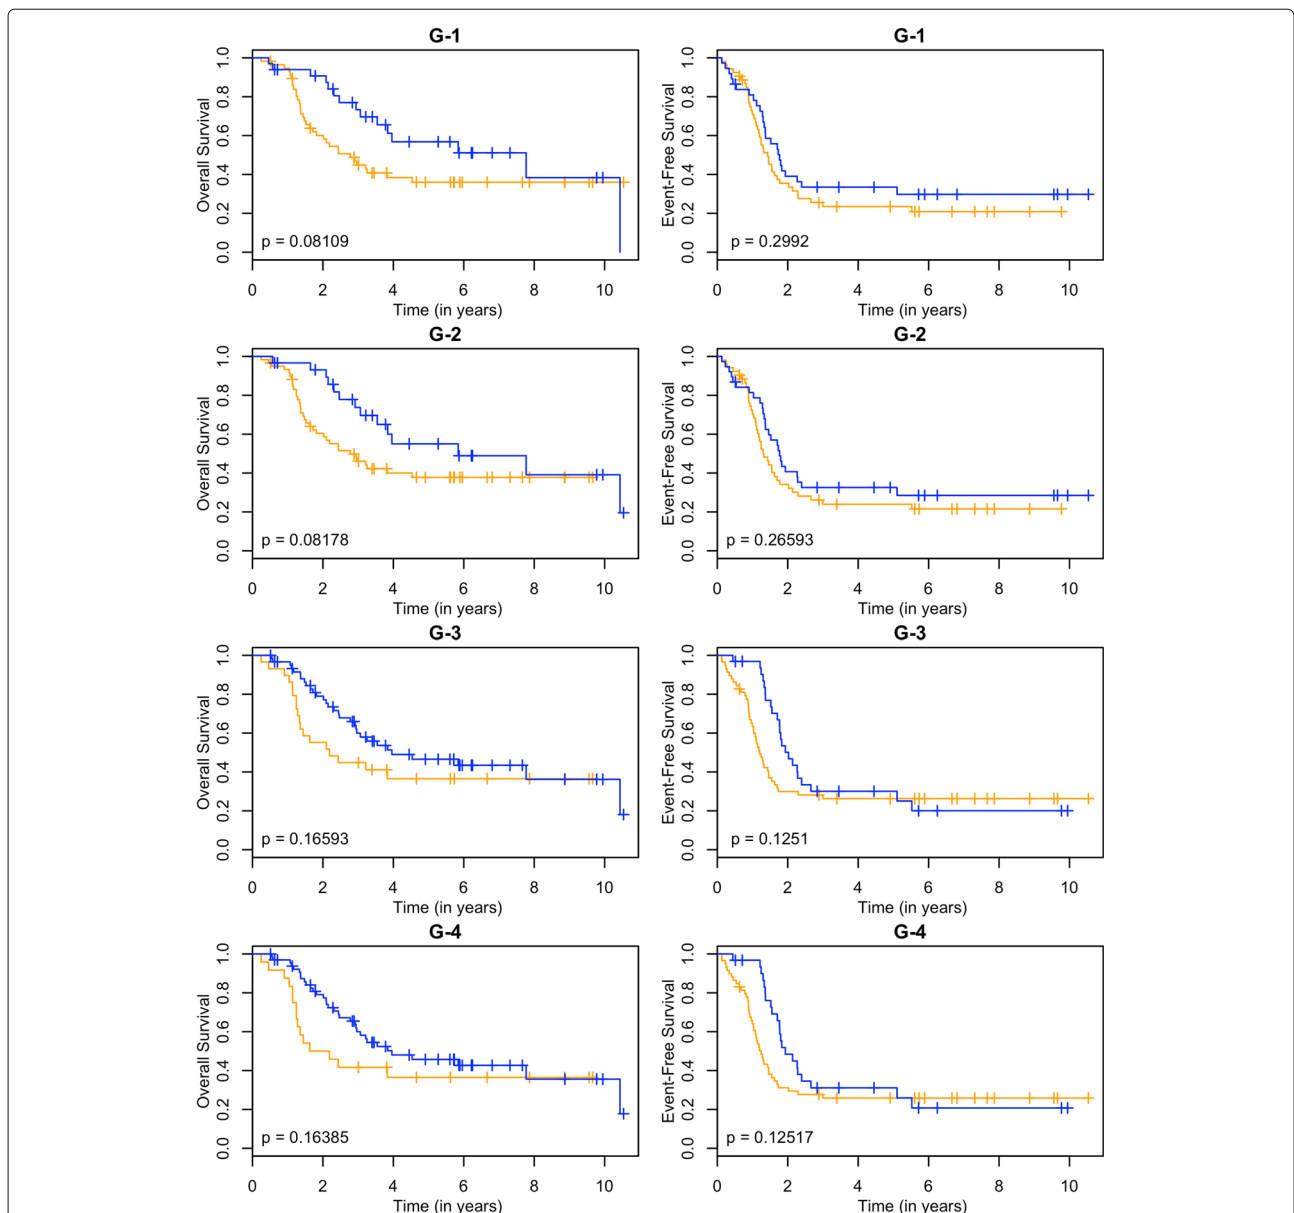 G-1
Overall Survival
0.0 0.2 0.4 0.6 0.8 1.0
p = 0.08109
0 2 4 6 8 10
Time (in years)
G-1
Event-Free Survival
0.0 0.2 0.4 0.6 0.8 1.0
p = 0.2992
0 2 4 6 8 10
Time (in years)
G-2
Overall Survival
0.0 0.2 0.4 0.6 0.8 1.0
p = 0.08178
0 2 4 6 8 10
Time (in years)
G-2
Event-Free Survival
0.0 0.2 0.4 0.6 0.8 1.0
p = 0.26593
0 2 4 6 8 10
Time (in years)
G-3
Overall Survival
0.0 0.2 0.4 0.6 0.8 1.0
p = 0.16593
0 2 4 6 8 10
Time (in years)
G-3
Event-Free Survival
0.0 0.2 0.4 0.6 0.8 1.0
p = 0.1251
0 2 4 6 8 10
Time (in years)
G-4
Overall Survival
0.0 0.2 0.4 0.6 0.8 1.0
p = 0.16385
0 2 4 6 8 10
Time (in years)
G-4
Event-Free Survival
0.0 0.2 0.4 0.6 0.8 1.0
p = 0.12517
0 2 4 6 8 10
Time (in years)